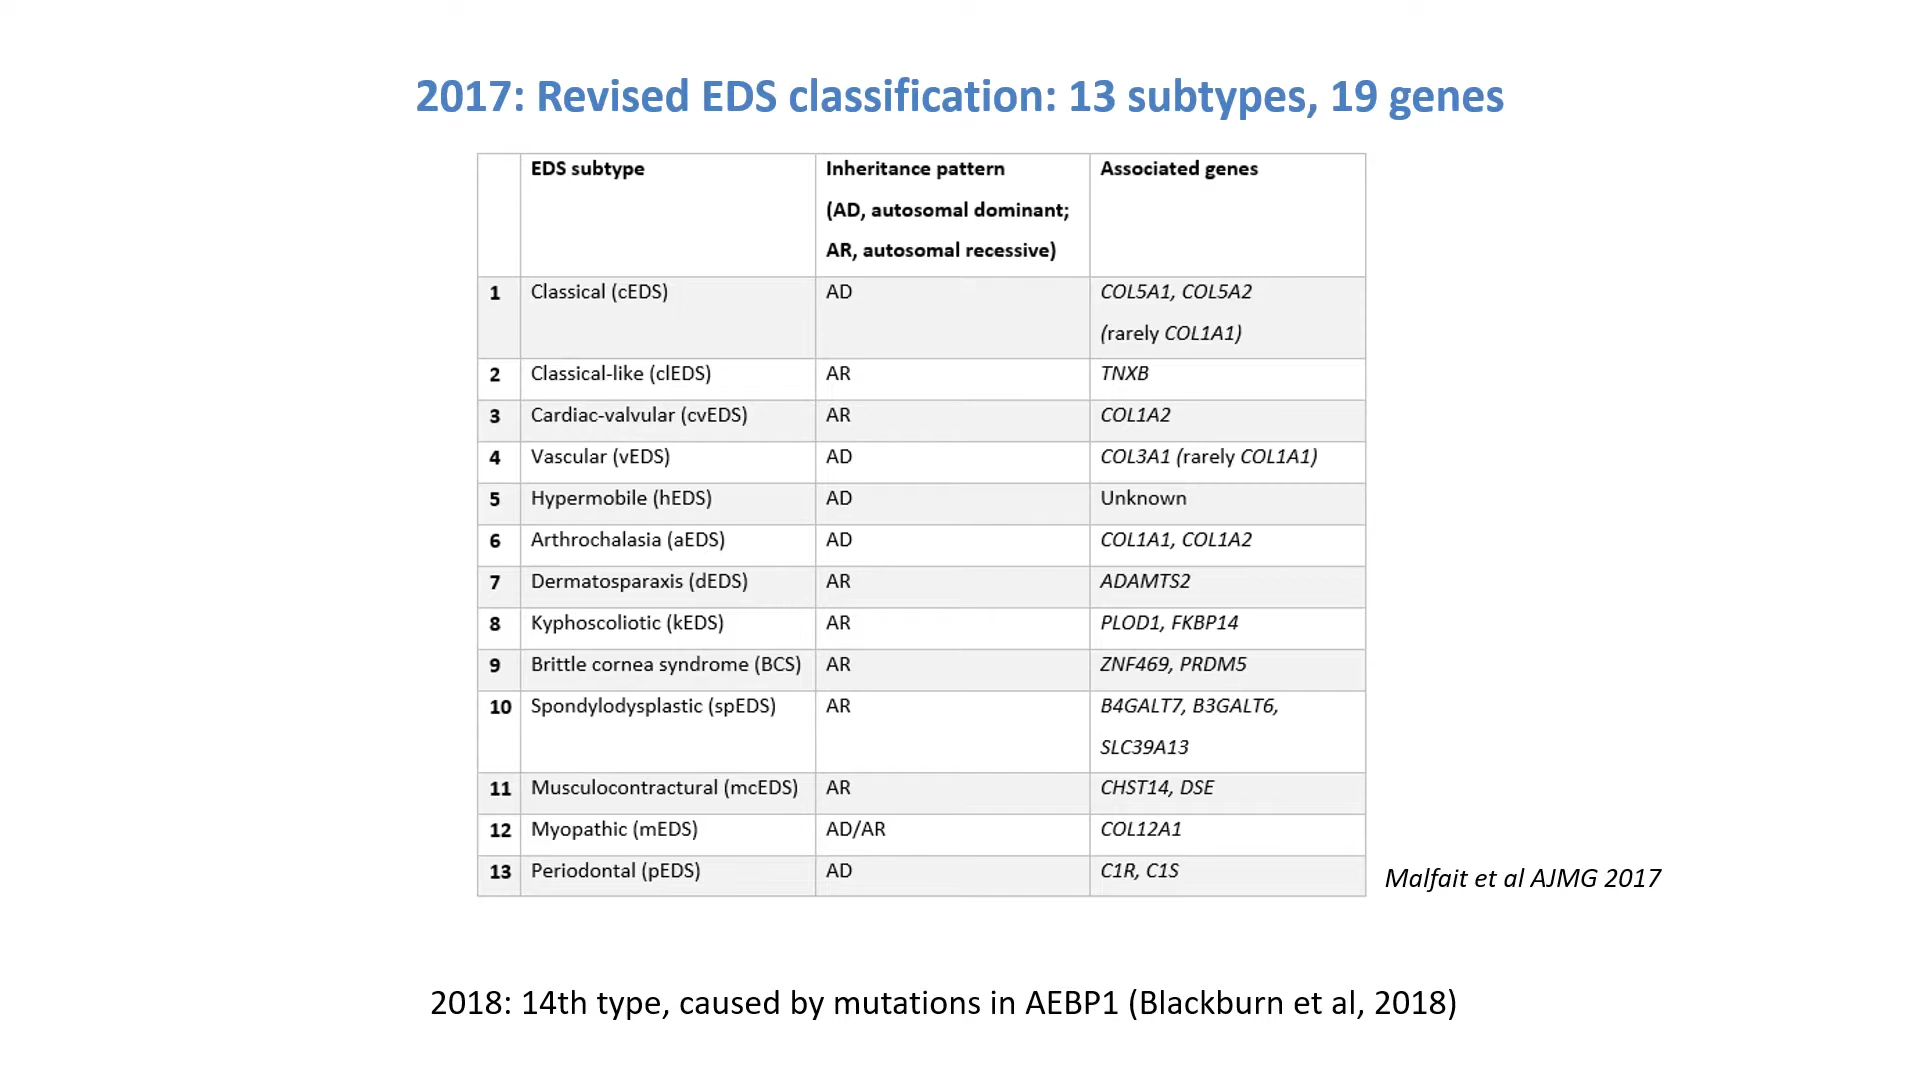 2017: Revised EDS classification: 13 subtypes, 19 genes
EDS subtype Inheritance pattern Associated genes
(AD, autosomal dominant;
AR, autosomal recessive)
1 Classical (cEDS) AD COL5A1, COL5A2
(rarely COL1A1)
2 Classical-like (clEDS) AR TNXB
3 Cardiac-valvular (cvEDS) AR COL1A2
4 Vascular (vEDS) AD COL3A1 (rarely COL1A1)
5 Hypermobile (hEDS) AD Unknown
6 Arthrochalasia (aEDS) AD COL1A1, COL1A2
7 Dermatosparaxis (dEDS) AR ADAMTS2
8 Kyphoscoliotic (kEDS) AR PLOD1, FKBP14
9 Brittle cornea syndrome (BCS) AR ZNF469, PRDM5
10 Spondylodysplastic (spEDS) AR B4GALT7, B3GALT6,
SLC39A13
11 Musculocontractural (mcEDS) AR CHST14, DSE
12 Myopathic (mEDS) AD/AR COL12A1
13 Periodontal (pEDS) AD C1R, C1S
Malfait et al AJMG 2017
2018: 14th type, caused by mutations in AEBP1 (Blackburn et al, 2018)